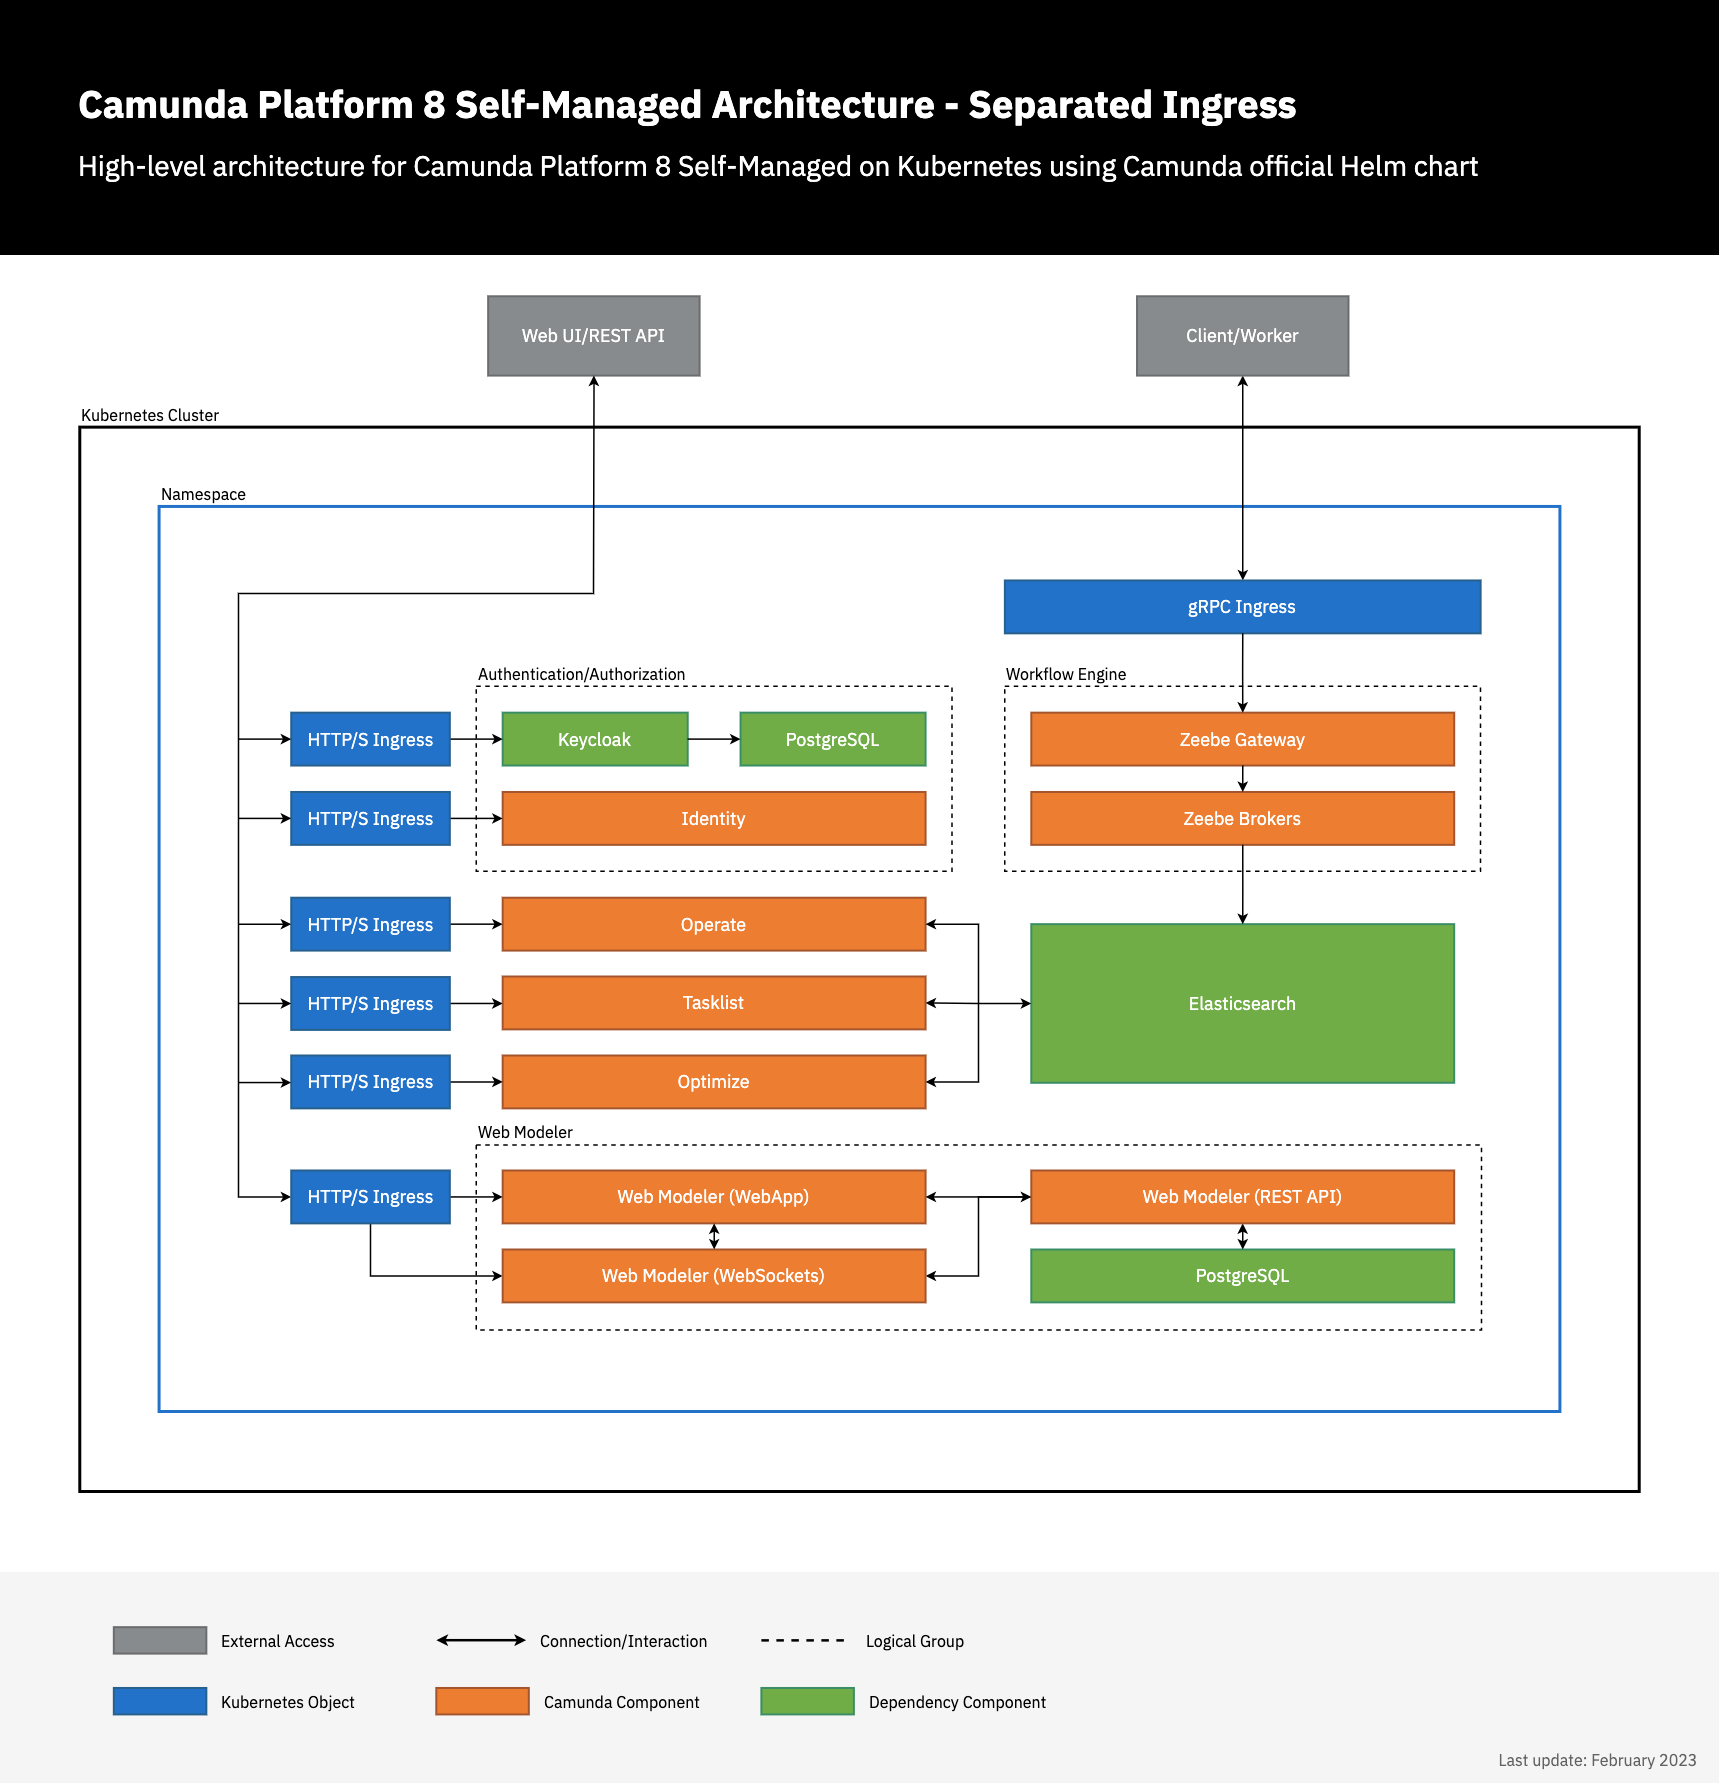 Camunda Platform 8 Self-Managed Architecture - Separated Ingress
High-level architecture for Camunda Platform 8 Self-Managed on Kubernetes using Camunda official Helm chart
Web UI/REST API
Client/Worker
Kubernetes Cluster
Namespace
gRPC Ingress
Authentication/Authorization
Workflow Engine
HTTP/S Ingress
Keycloak
PostgreSQL
Zeebe Gateway
HTTP/S Ingress
Identity
Zeebe Brokers
HTTP/S Ingress
Operate
HTTP/S Ingress
Tasklist
Elasticsearch
HTTP/S Ingress
Optimize
Web Modeler
HTTP/S Ingress
Web Modeler (WebApp)
Web Modeler (REST API)
Web Modeler (WebSockets)
PostgreSQL
External Access
Connection/Interaction
Logical Group
Kubernetes Object
Camunda Component
Dependency Component
Last update: February 2023